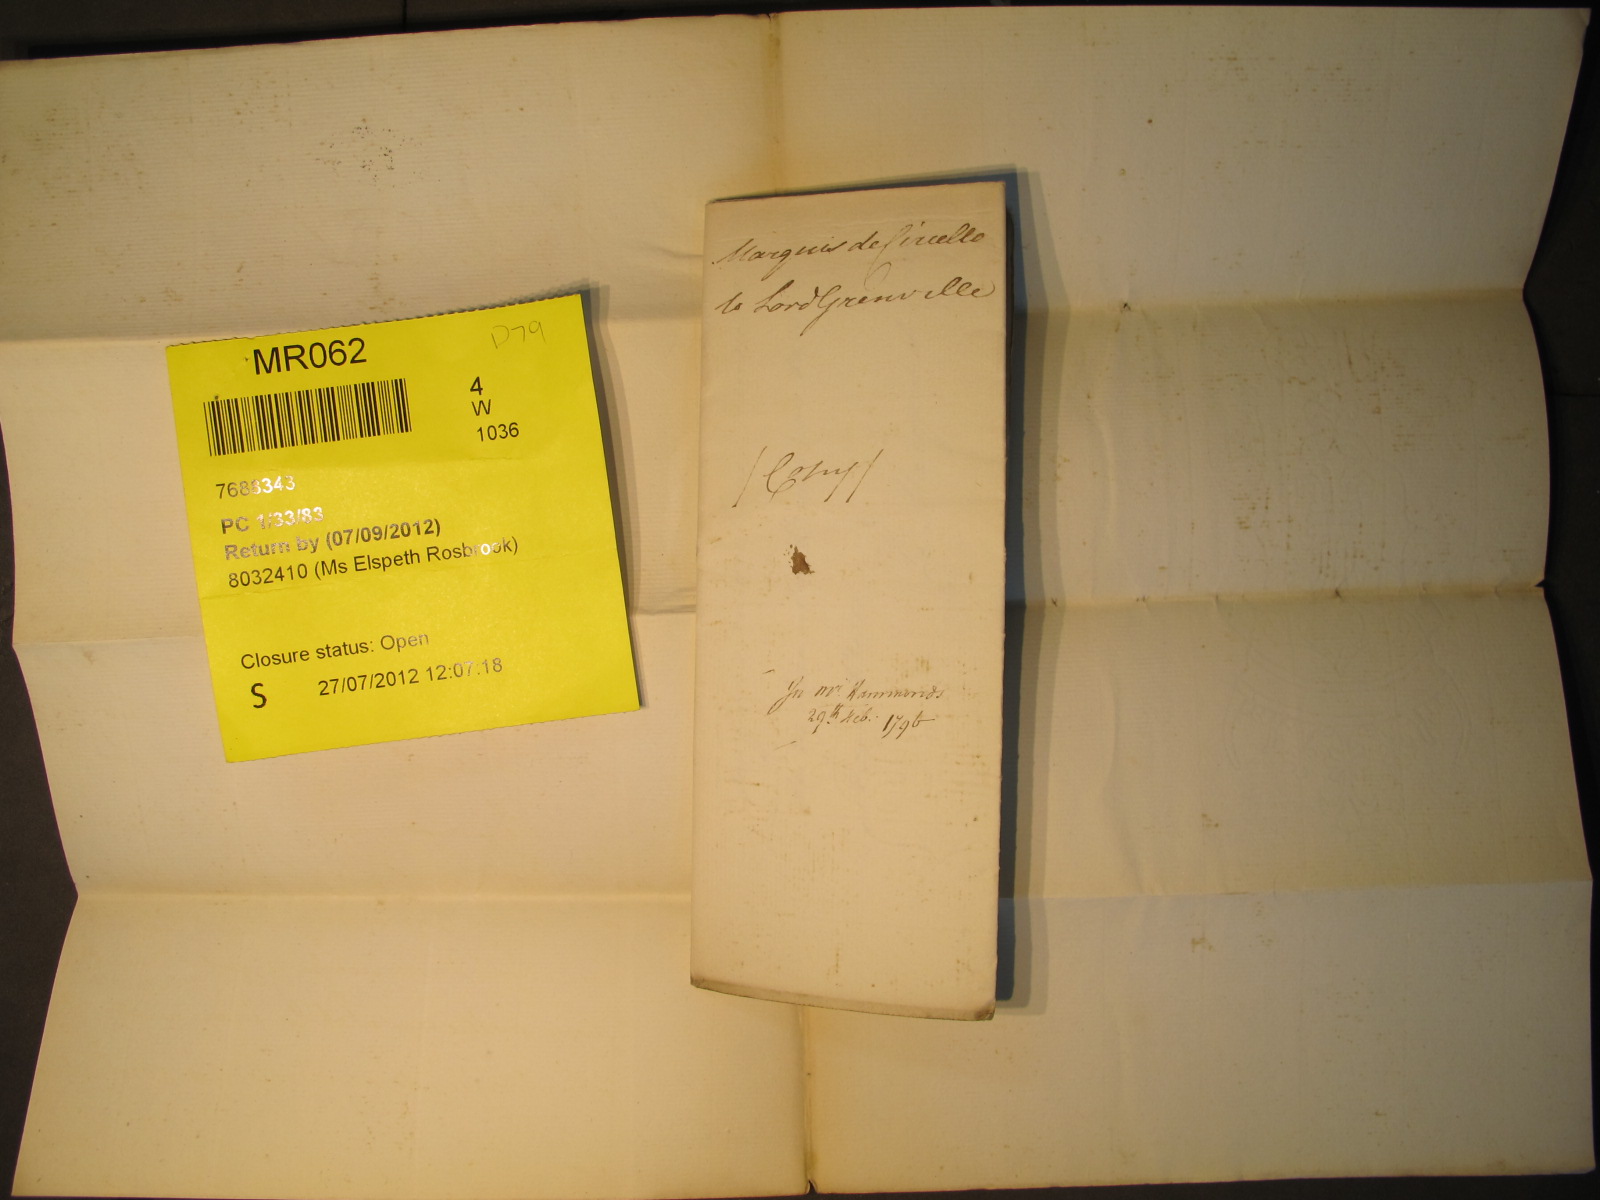 MR062
D79
4
W
1036
7683343
PC 1/33/83
Return by (07/09/2012)
8032410 (Ms Elspeth Rosbrook)
Closure status: Open
S 27/07/2012 12:07:18
Marquis de Circello
to Lord Grenville
/Copy/
In Mr. Hammonds
29th Feb. 1796